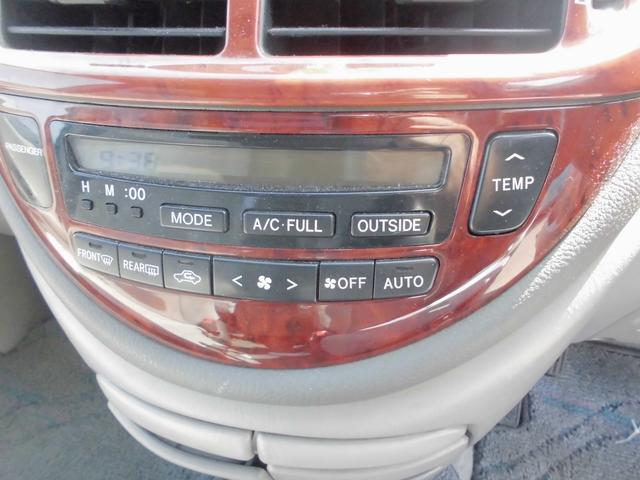 PASSENGER
H M :00
MODE A/C·FULL OUTSIDE
TEMP
FRONT REAR < > OFF AUTO